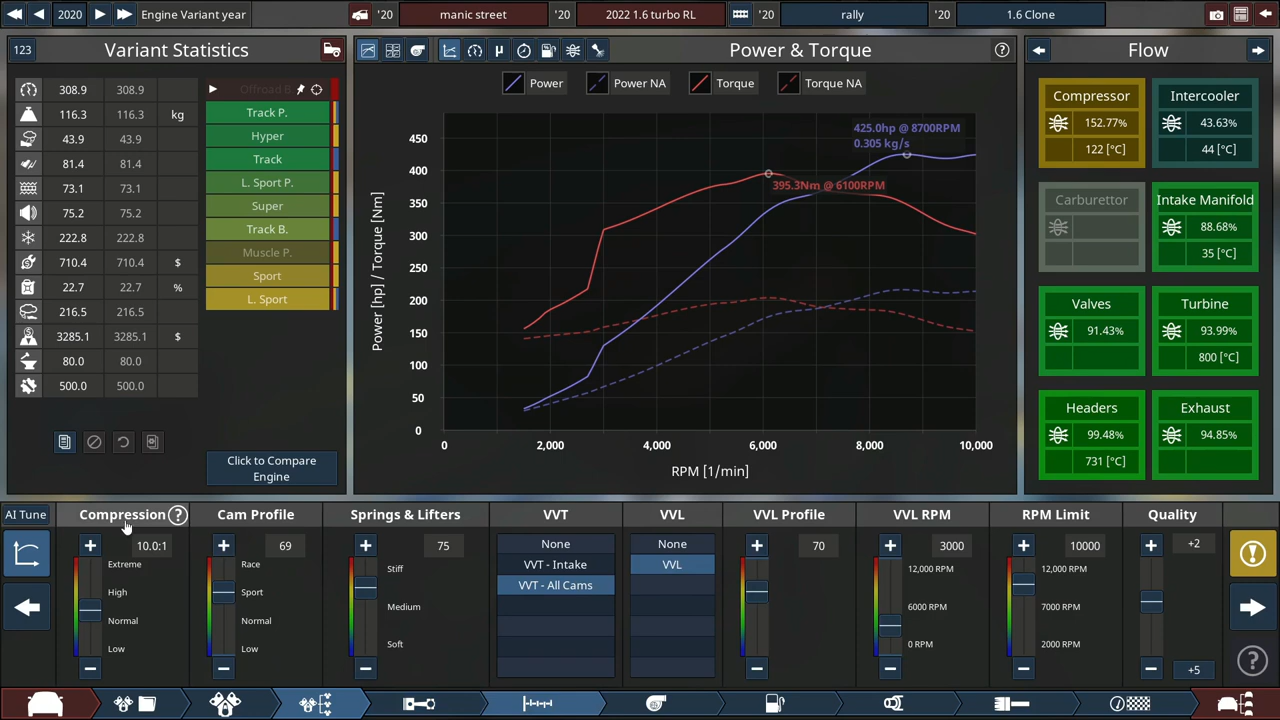 2020
Engine Variant year
'20
manic street
'20
2022 1.6 turbo RL
'20
rally
'20
1.6 Clone
123
Variant Statistics
308.9 308.9
116.3 116.3 kg
43.9 43.9
81.4 81.4
73.1 73.1
75.2 75.2
222.8 222.8
710.4 710.4 $
22.7 22.7 %
216.5 216.5
3285.1 3285.1 $
80.0 80.0
500.0 500.0
Offroad B.
Track P.
Hyper
Track
L. Sport P.
Super
Track B.
Muscle P.
Sport
L. Sport
Click to Compare
Engine
Power & Torque
Power
Power NA
Torque
Torque NA
Power [hp] / Torque [Nm]
450
400
350
300
250
200
150
100
50
0
425.0hp @ 8700RPM
0.305 kg/s
395.3Nm @ 6100RPM
0 2,000 4,000 6,000 8,000 10,000
RPM [1/min]
Flow
Compressor
152.77%
122 [°C]
Intercooler
43.63%
44 [°C]
Carburettor
Intake Manifold
88.68%
35 [°C]
Valves
91.43%
Turbine
93.99%
800 [°C]
Headers
99.48%
731 [°C]
Exhaust
94.85%
AI Tune
Compression
?
10.0:1
Extreme
High
Normal
Low
Cam Profile
69
Race
Sport
Normal
Low
Springs & Lifters
75
Stiff
Medium
Soft
VVT
None
VVT - Intake
VVT - All Cams
VVL
None
VVL
VVL Profile
70
VVL RPM
3000
12,000 RPM
6000 RPM
0 RPM
RPM Limit
10000
12,000 RPM
7000 RPM
2000 RPM
Quality
+2
+5